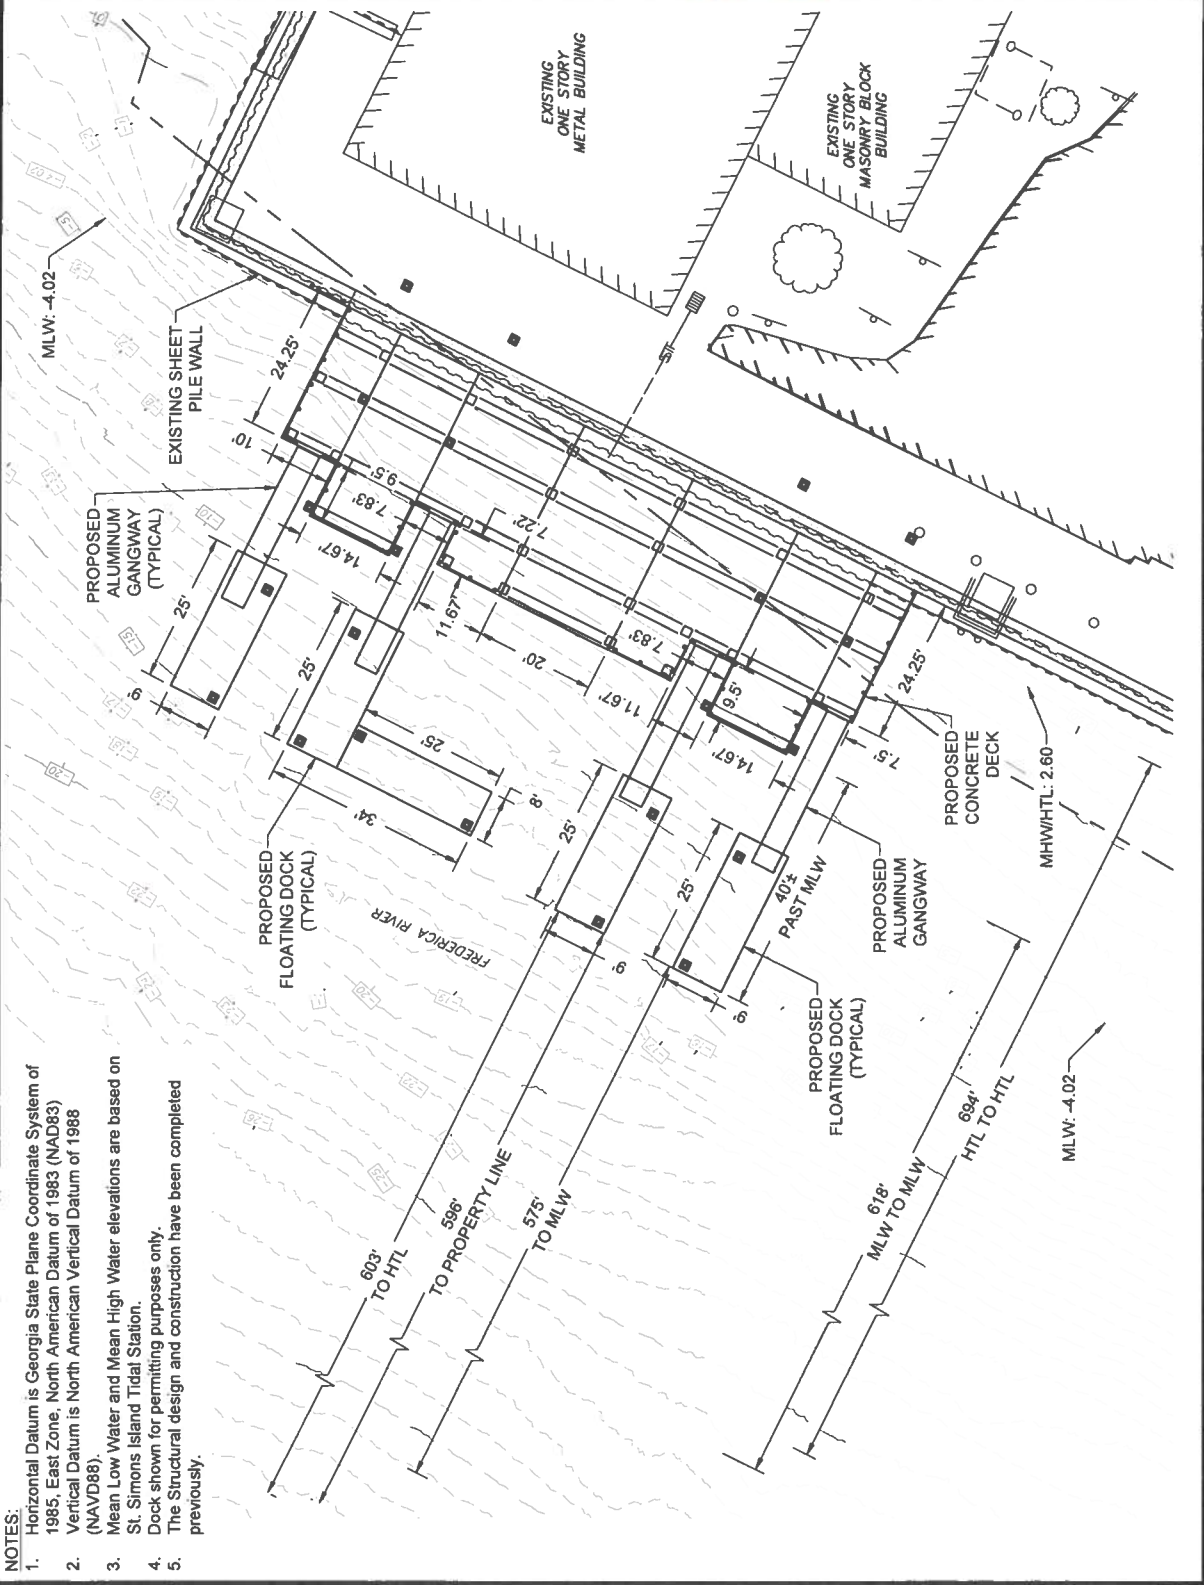 NOTES:
1. Horizontal Datum is Georgia State Plane Coordinate System of
1985, East Zone, North American Datum of 1983 (NAD83)
2. Vertical Datum is North American Vertical Datum of 1988
(NAVD88).
3. Mean Low Water and Mean High Water elevations are based on
St. Simons Island Tidal Station.
4. Dock shown for permitting purposes only.
5. The Structural design and construction have been completed
previously.
MLW: -4.02
EXISTING SHEET
PILE WALL
PROPOSED
ALUMINUM
GANGWAY
(TYPICAL)
EXISTING
ONE STORY
METAL BUILDING
EXISTING
ONE STORY
MASONRY BLOCK
BUILDING
24.25'
10'
9.5'
7.83'
14.67'
7.22'
11.67'
20'
11.67'
7.83'
9.5'
14.67'
24.25'
7.5'
25'
9'
25'
25'
34'
8'
25'
9'
25'
9'
40'±
PAST MLW
PROPOSED
FLOATING DOCK
(TYPICAL)
FREDERICA RIVER
PROPOSED
CONCRETE
DECK
MHW/HTL: 2.60
PROPOSED
ALUMINUM
GANGWAY
PROPOSED
FLOATING DOCK
(TYPICAL)
603'
TO HTL
596'
TO PROPERTY LINE
575'
TO MLW
618'
MLW TO MLW
694'
HTL TO HTL
MLW: -4.02
-15
-20